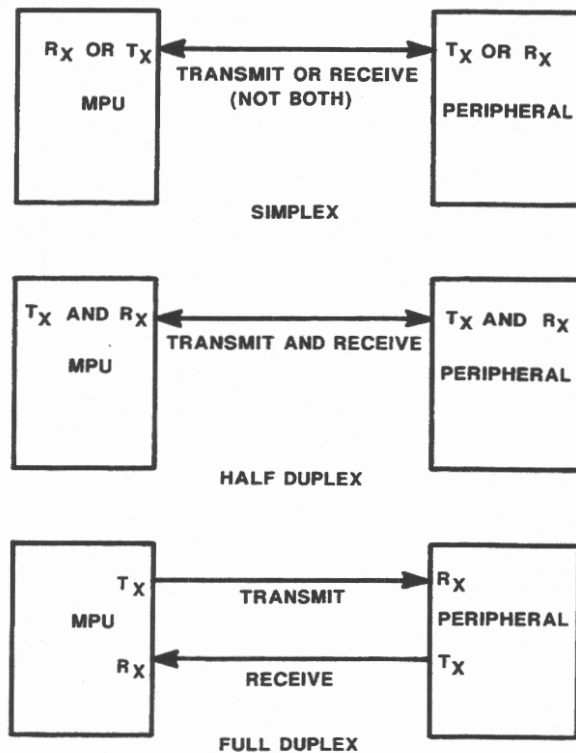 RX OR TX
MPU
TRANSMIT OR RECEIVE
(NOT BOTH)
TX OR RX
PERIPHERAL
SIMPLEX
TX AND RX
MPU
TRANSMIT AND RECEIVE
TX AND RX
PERIPHERAL
HALF DUPLEX
TX
MPU
RX
TRANSMIT
RECEIVE
RX
PERIPHERAL
TX
FULL DUPLEX